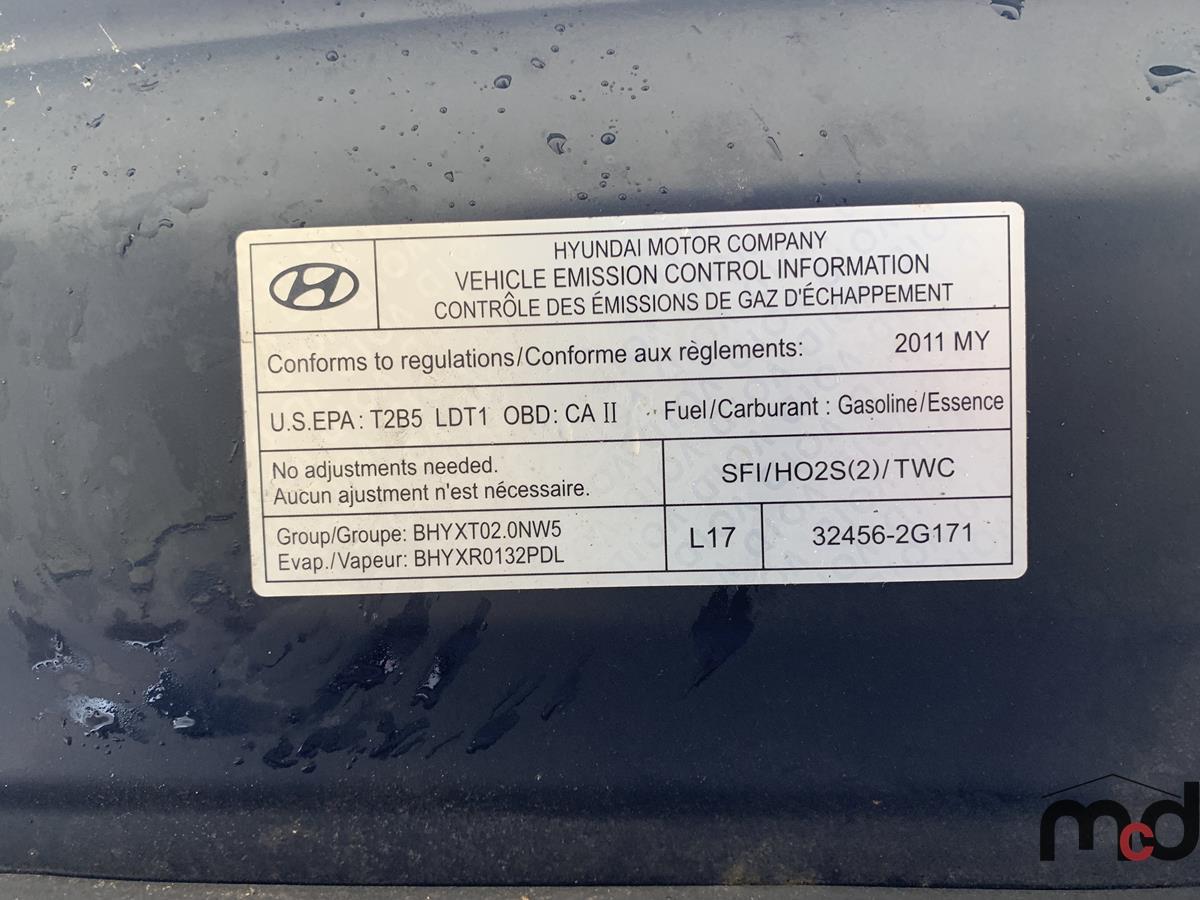 HYUNDAI MOTOR COMPANY
VEHICLE EMISSION CONTROL INFORMATION
CONTRÔLE DES ÉMISSIONS DE GAZ D'ÉCHAPPEMENT
Conforms to regulations/Conforme aux règlements: 2011 MY
U.S.EPA: T2B5 LDT1 OBD: CA II Fuel/Carburant : Gasoline/Essence
No adjustments needed.
Aucun ajustment n'est nécessaire.
SFI/HO2S(2)/TWC
Group/Groupe: BHYXT02.0NW5
Evap./Vapeur: BHYXR0132PDL
L17
32456-2G171
mcd